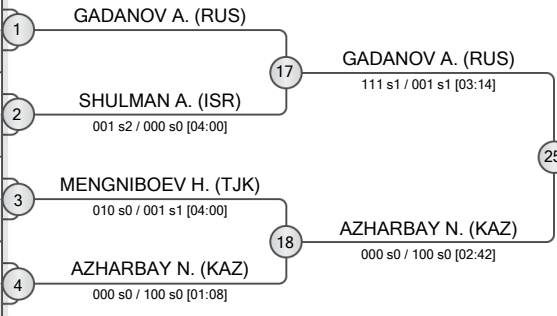 GADANOV A. (RUS)
1
GADANOV A. (RUS)
17
111 s1 / 001 s1 [03:14]
SHULMAN A. (ISR)
2
001 s2 / 000 s0 [04:00]
25
MENGNIBOEV H. (TJK)
3
010 s0 / 001 s1 [04:00]
AZHARBAY N. (KAZ)
18
000 s0 / 100 s0 [02:42]
AZHARBAY N. (KAZ)
4
000 s0 / 100 s0 [01:08]